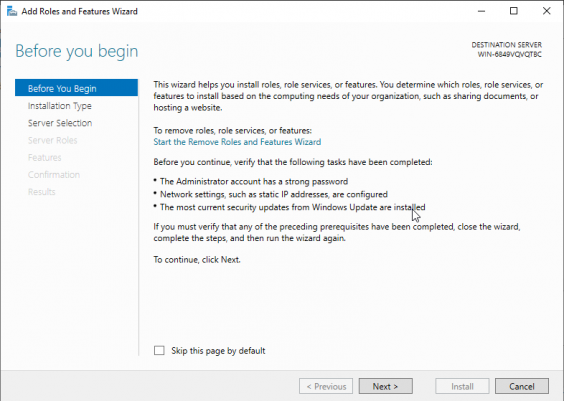 Add Roles and Features Wizard
Before you begin
DESTINATION SERVER
WIN-6849VQVQTBC
Before You Begin
Installation Type
Server Selection
Server Roles
Features
Confirmation
Results
This wizard helps you install roles, role services, or features. You determine which roles, role services, or
features to install based on the computing needs of your organization, such as sharing documents, or
hosting a website.
To remove roles, role services, or features:
Start the Remove Roles and Features Wizard
Before you continue, verify that the following tasks have been completed:
• The Administrator account has a strong password
• Network settings, such as static IP addresses, are configured
• The most current security updates from Windows Update are installed
If you must verify that any of the preceding prerequisites have been completed, close the wizard,
complete the steps, and then run the wizard again.
To continue, click Next.
Skip this page by default
< Previous
Next >
Install
Cancel